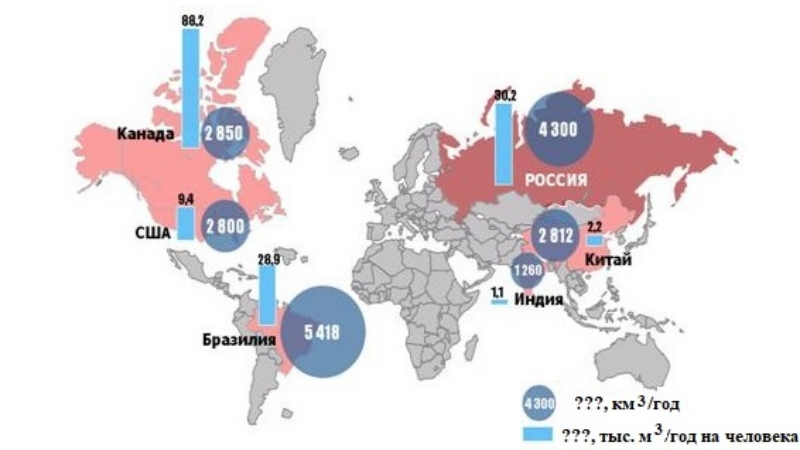 88,2
Канада
2 850
30,2
4 300
РОССИЯ
9,4
США
2 800
2 812
2,2
Китай
28,9
1260
1,1
Индия
Бразилия
5 418
4 300 ???, км3/год
???, тыс. м3/год на человека